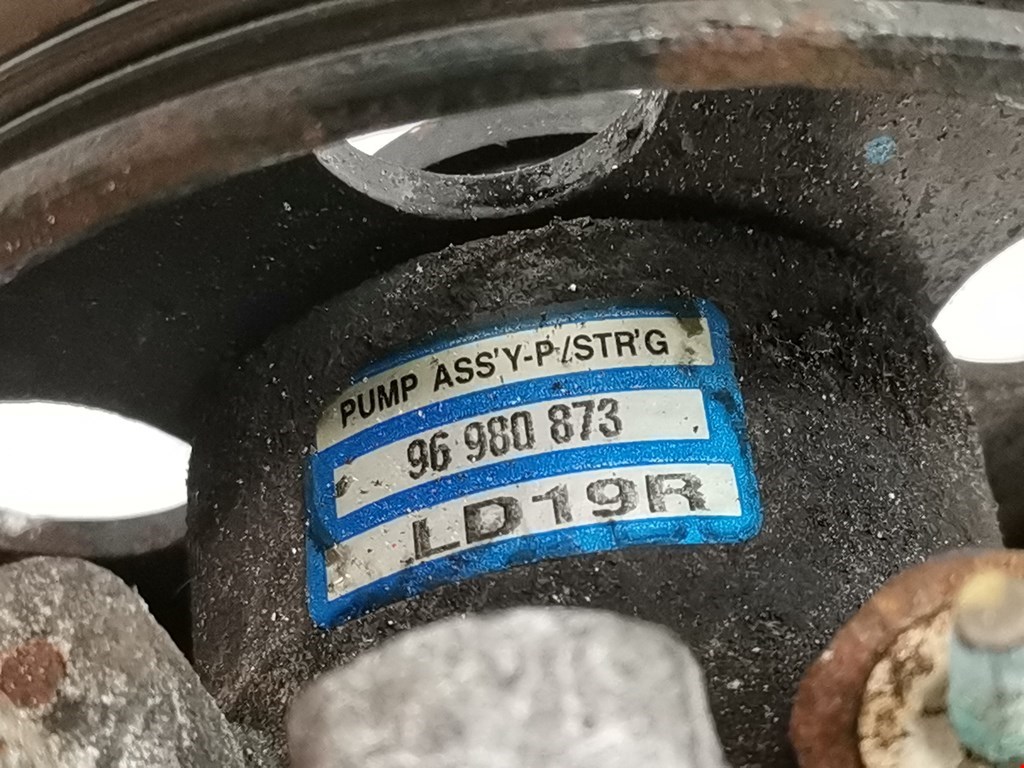 PUMP ASS'Y-P/STR'G
96 980 873
LD19R